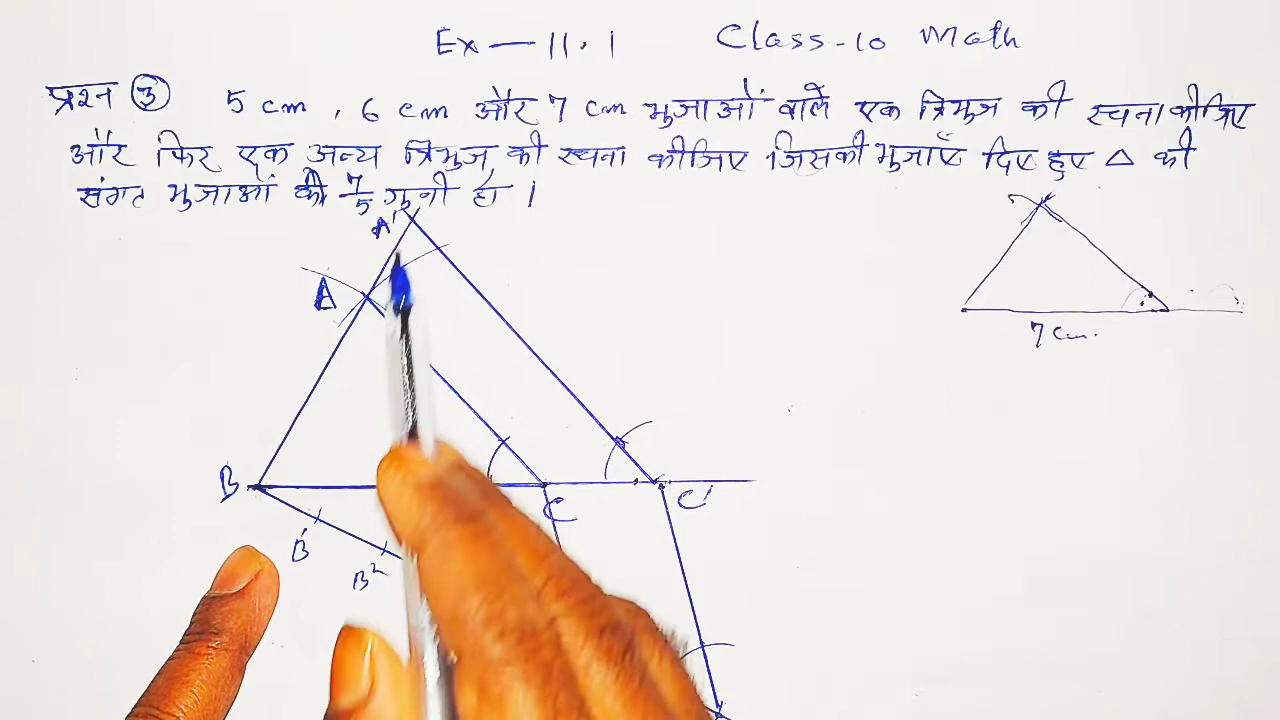 Ex — 11.1 Class-10 Math
प्रश्न ③ 5 cm , 6 cm और 7 cm भुजाओं वाले एक त्रिभुज की रचना कीजिए
और फिर एक अन्य त्रिभुज की रचना कीजिए जिसकी भुजाएँ दिए हुए △ की
संगत भुजाओं की 7/5 गुनी हों ।
A'
A
7 cm.
B
C
C'
B'
B²